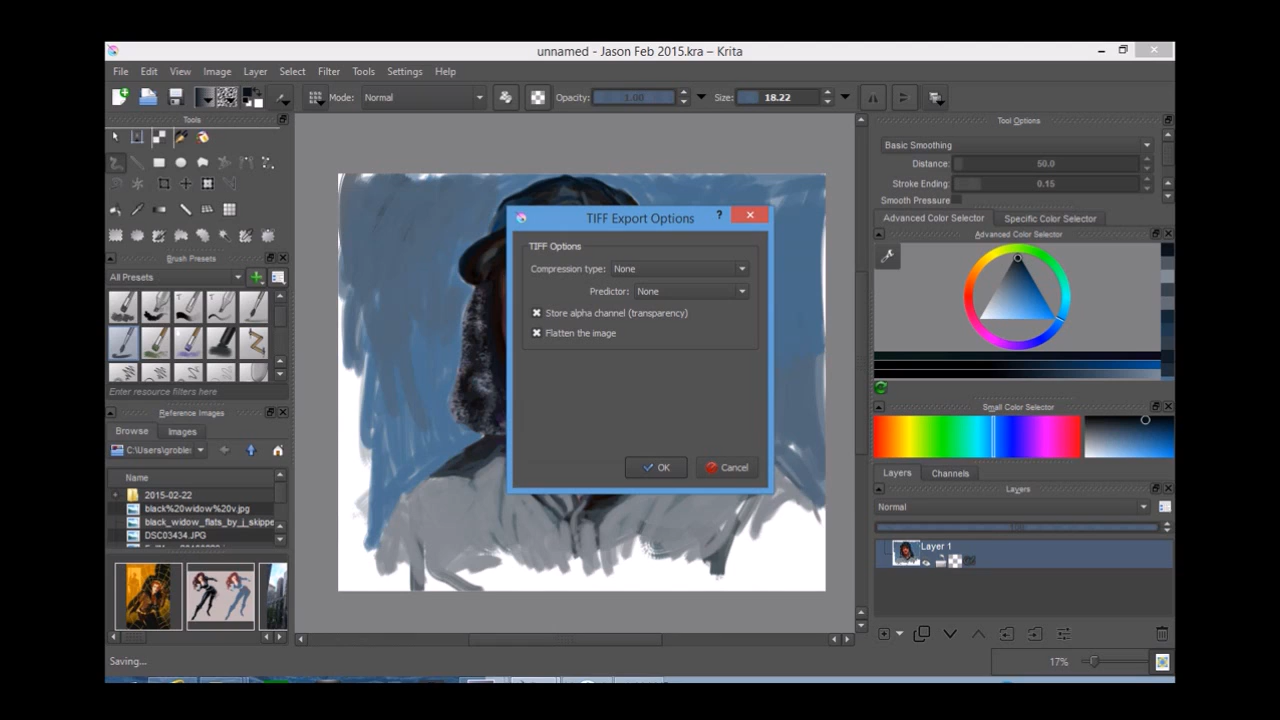 unnamed - Jason Feb 2015.kra – Krita
File Edit View Image Layer Select Filter Tools Settings Help
Mode: Normal Opacity: 1.00 Size: 18.22
Tools
Brush Presets
All Presets
Enter resource filters here
Reference Images
Browse Images
C:\Users\groble
Name
2015-02-22
black%20widow%20v.jpg
black_widow_flats_by_j_skippe
DSC03434.JPG
TIFF Export Options ?
TIFF Options
Compression type: None
Predictor: None
Store alpha channel (transparency)
Flatten the image
OK Cancel
Tool Options
Basic Smoothing
Distance: 50.0
Stroke Ending: 0.15
Smooth Pressure
Advanced Color Selector Specific Color Selector
Advanced Color Selector
Small Color Selector
Layers Channels
Layers
Normal
Layer 1
Saving...
17%